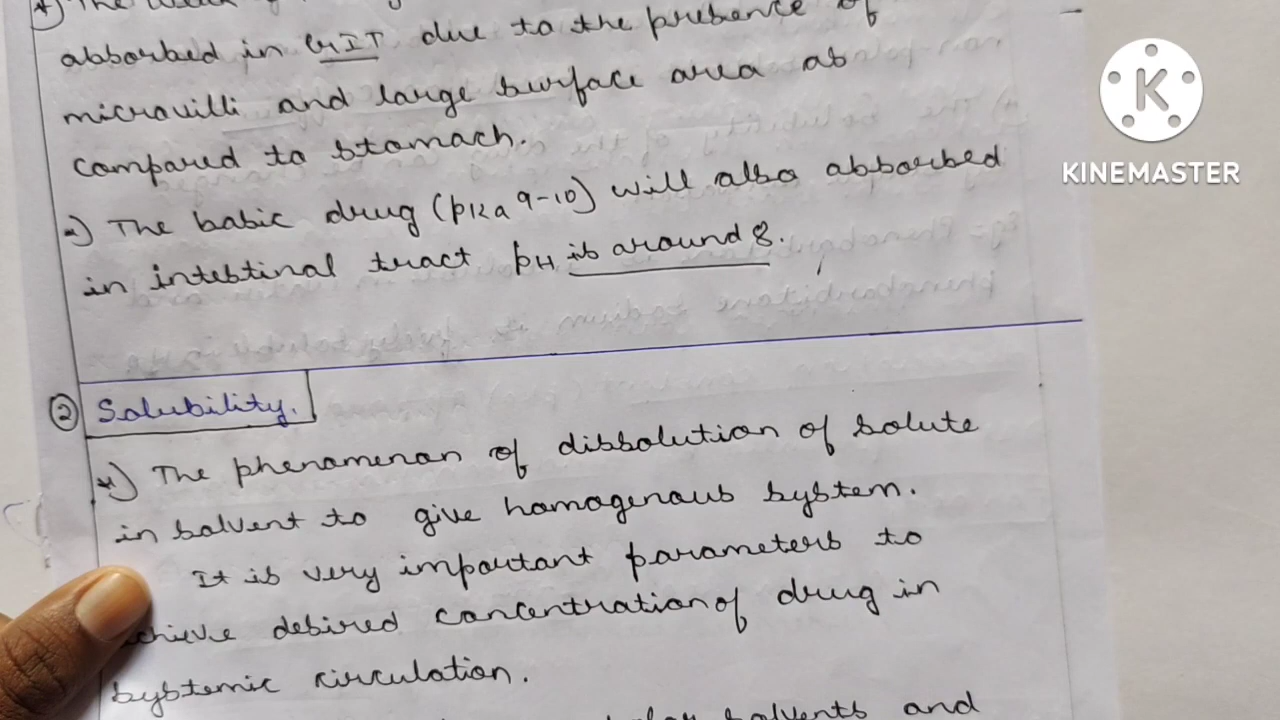 *) The weak
absorbed in GIT due to the presence of
microvilli and large surface area as
compared to stomach.
*) The basic drug (pKa 9-10) will also absorbed
in intestinal tract pH is around 8.
② Solubility.
*) The phenomenon of dissolution of solute
in solvent to give homogenous system.
It is very important parameters to
achieve desired concentration of drug in
systemic circulation.
solvents and
K
KINEMASTER